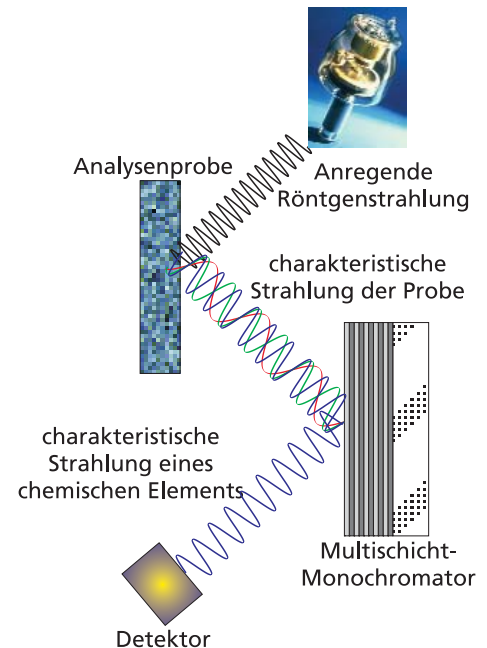 Analysenprobe
Anregende
Röntgenstrahlung
charakteristische
Strahlung der Probe
charakteristische
Strahlung eines
chemischen Elements
Multischicht-
Monochromator
Detektor